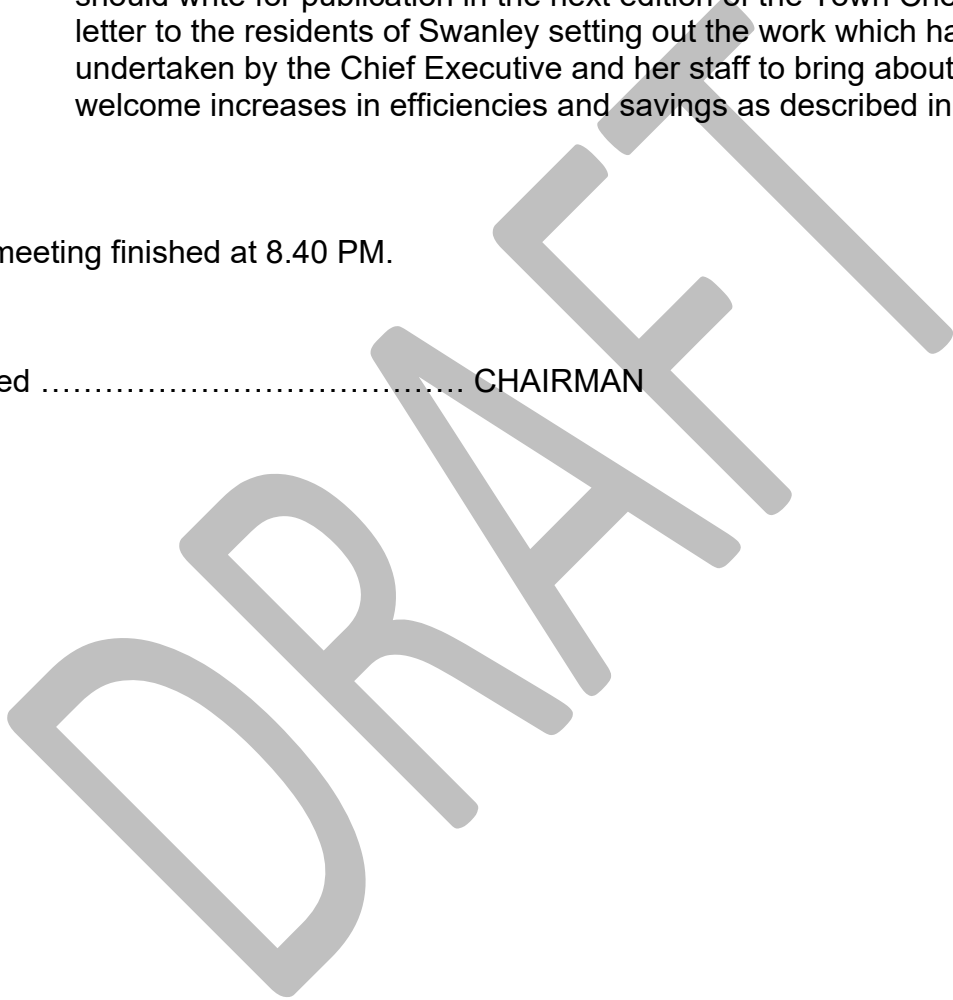 should write for publication in the next edition of the Town
letter to the residents of Swanley setting out the work which
undertaken by the Chief Executive and her staff to bring about
welcome increases in efficiencies and savings as described in
meeting finished at 8.40 PM.
ed ………………………………… CHAIRMAN
DRAFT